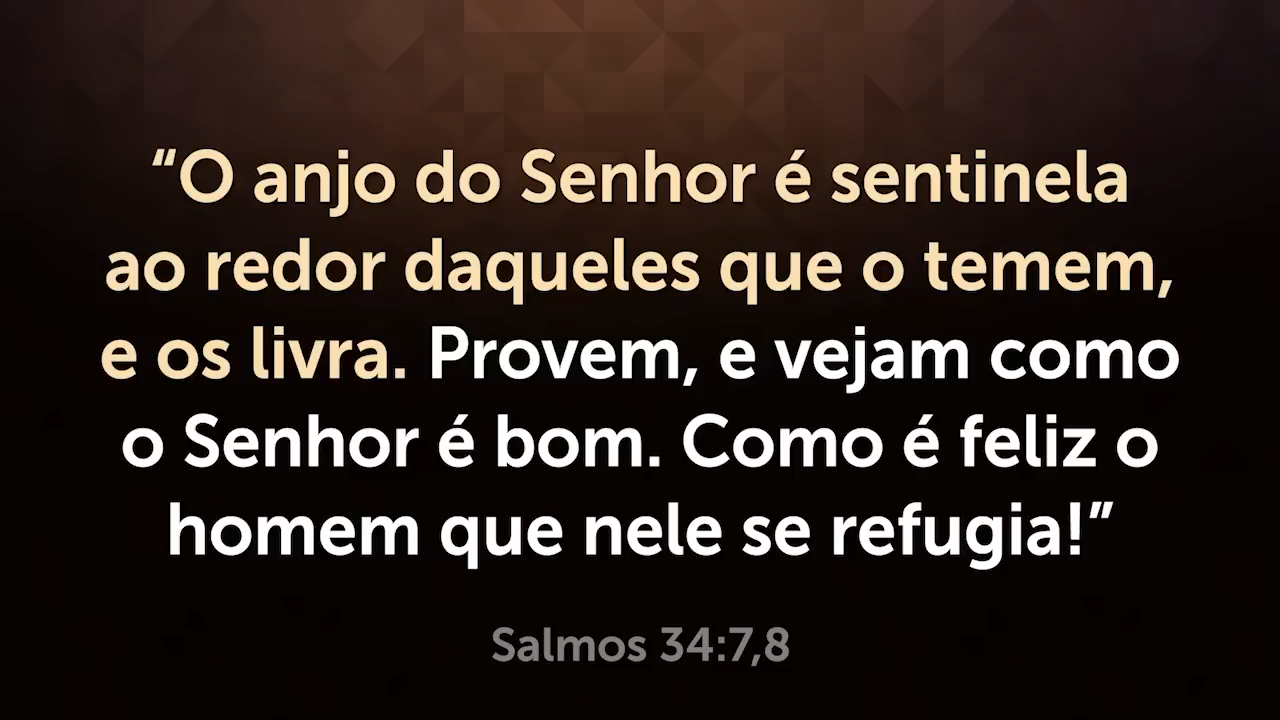 “O anjo do Senhor é sentinela
ao redor daqueles que o temem,
e os livra. Provem, e vejam como
o Senhor é bom. Como é feliz o
homem que nele se refugia!”
Salmos 34:7,8